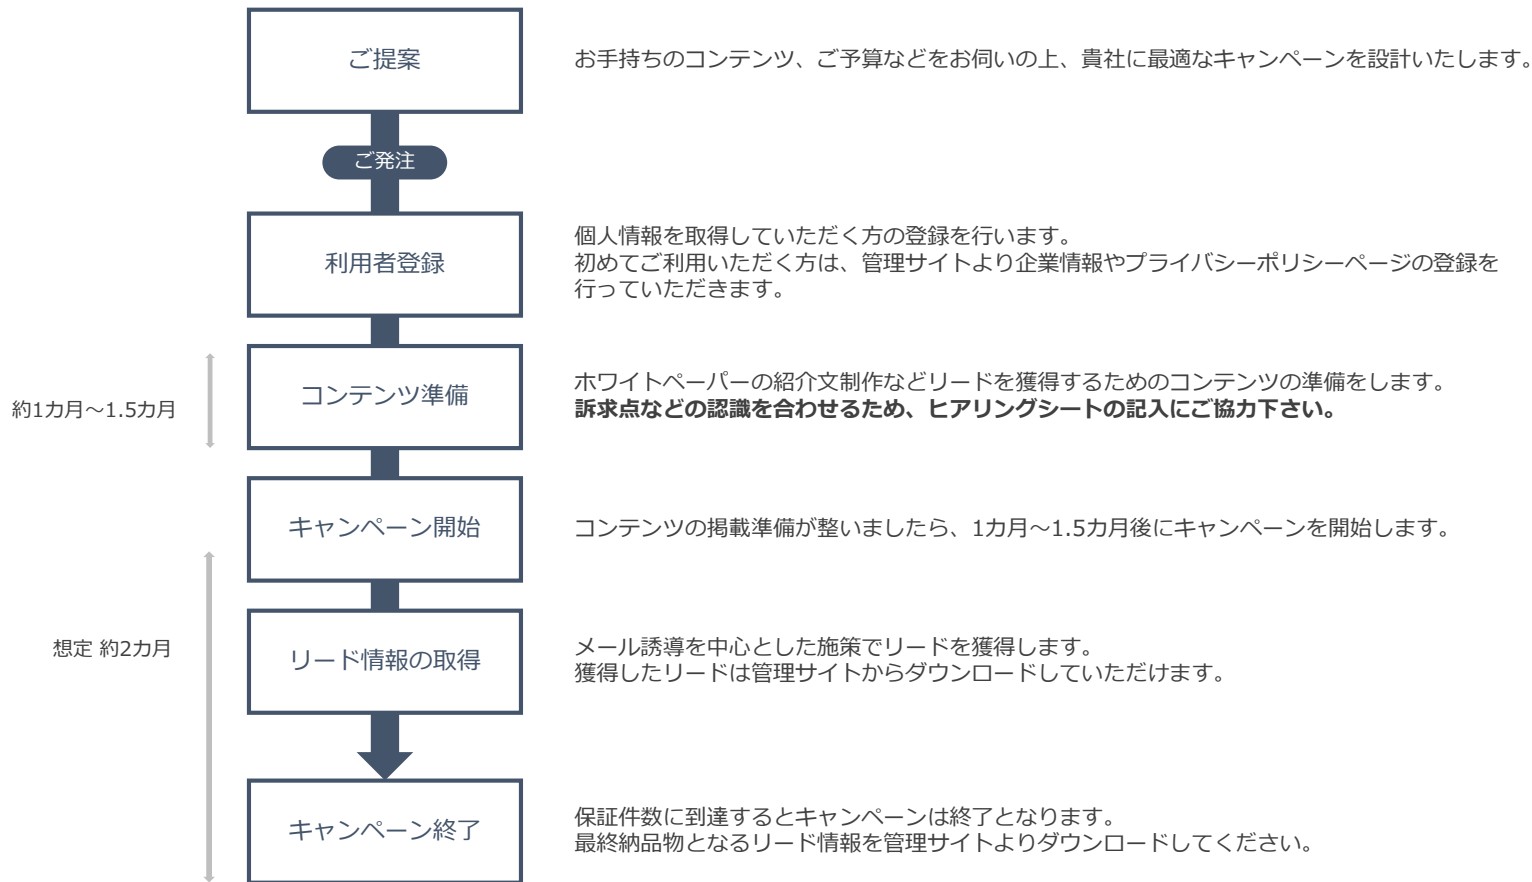 ご提案
お手持ちのコンテンツ、ご予算などをお伺いの上、貴社に最適なキャンペーンを設計いたします。
ご発注
利用者登録
個人情報を取得していただく方の登録を行います。
初めてご利用いただく方は、管理サイトより企業情報やプライバシーポリシーページの登録を
行っていただきます。
約1カ月～1.5カ月
コンテンツ準備
ホワイトペーパーの紹介文制作などリードを獲得するためのコンテンツの準備をします。
訴求点などの認識を合わせるため、ヒアリングシートの記入にご協力下さい。
キャンペーン開始
コンテンツの掲載準備が整いましたら、1カ月～1.5カ月後にキャンペーンを開始します。
想定 約2カ月
リード情報の取得
メール誘導を中心とした施策でリードを獲得します。
獲得したリードは管理サイトからダウンロードしていただけます。
キャンペーン終了
保証件数に到達するとキャンペーンは終了となります。
最終納品物となるリード情報を管理サイトよりダウンロードしてください。